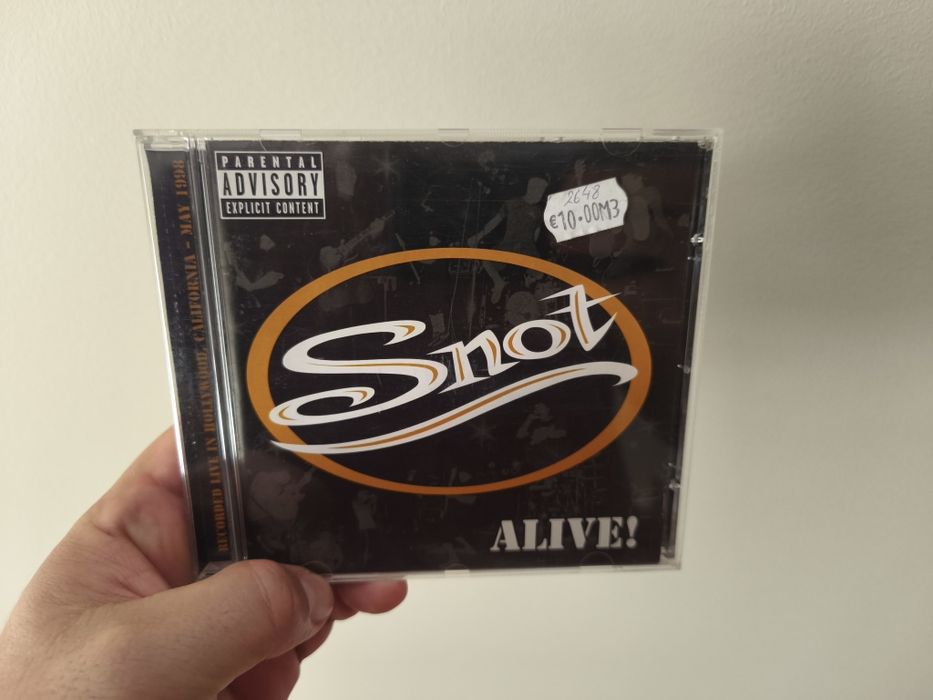 RECORDED LIVE IN HOLLYWOOD, CALIFORNIA – MAY 1998
PARENTAL
ADVISORY
EXPLICIT CONTENT
2648
€10.00M3
Snot
ALIVE!